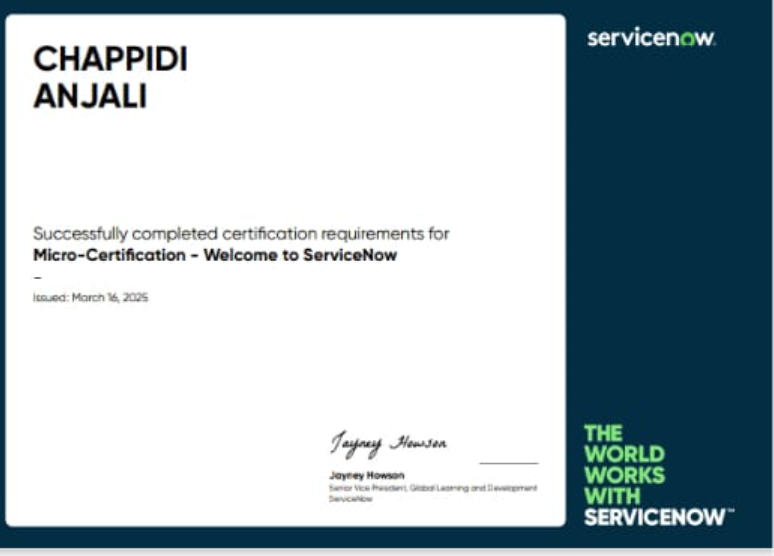 CHAPPIDI
ANJALI
servicenow.
Successfully completed certification requirements for
Micro-Certification - Welcome to ServiceNow
–
Issued: March 16, 2025
Jayney Howson
Jayney Howson
Senior Vice President, Global Learning and Development
ServiceNow
THE
WORLD
WORKS
WITH
SERVICENOW™